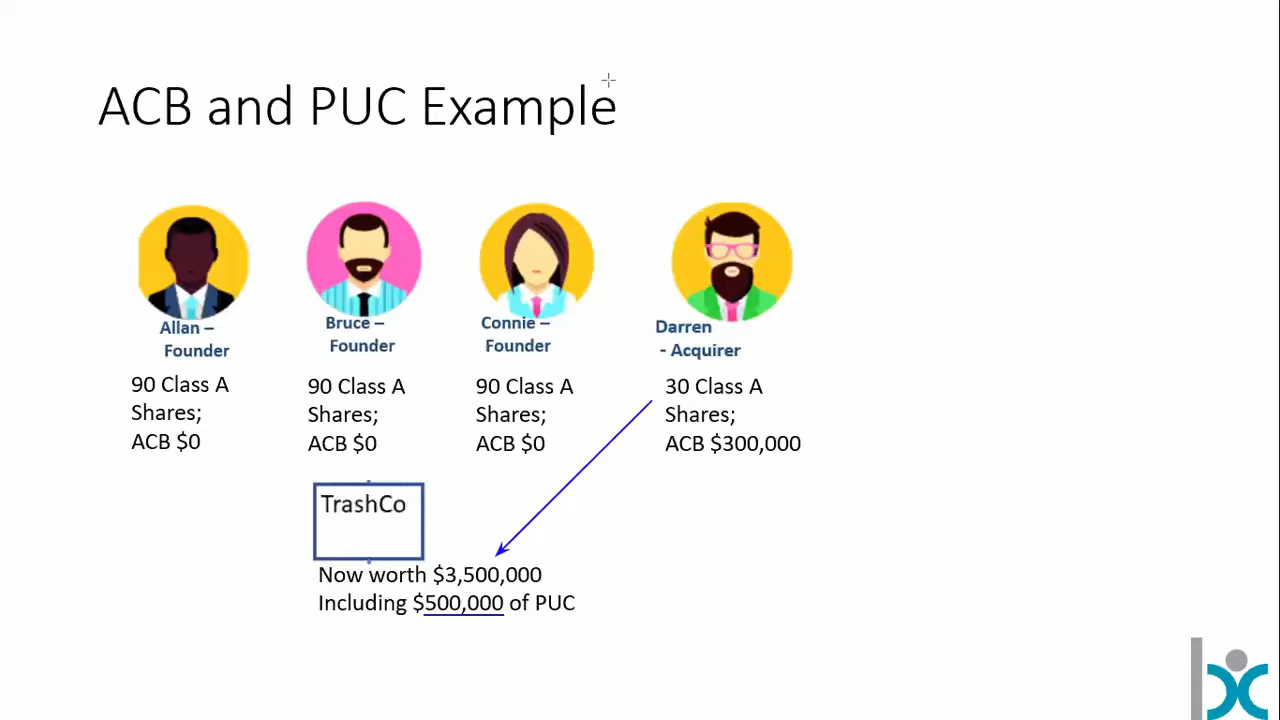 ACB and PUC Example
Allan –
Founder
Bruce –
Founder
Connie –
Founder
Darren
- Acquirer
90 Class A
Shares;
ACB $0
90 Class A
Shares;
ACB $0
90 Class A
Shares;
ACB $0
30 Class A
Shares;
ACB $300,000
TrashCo
Now worth $3,500,000
Including $500,000 of PUC